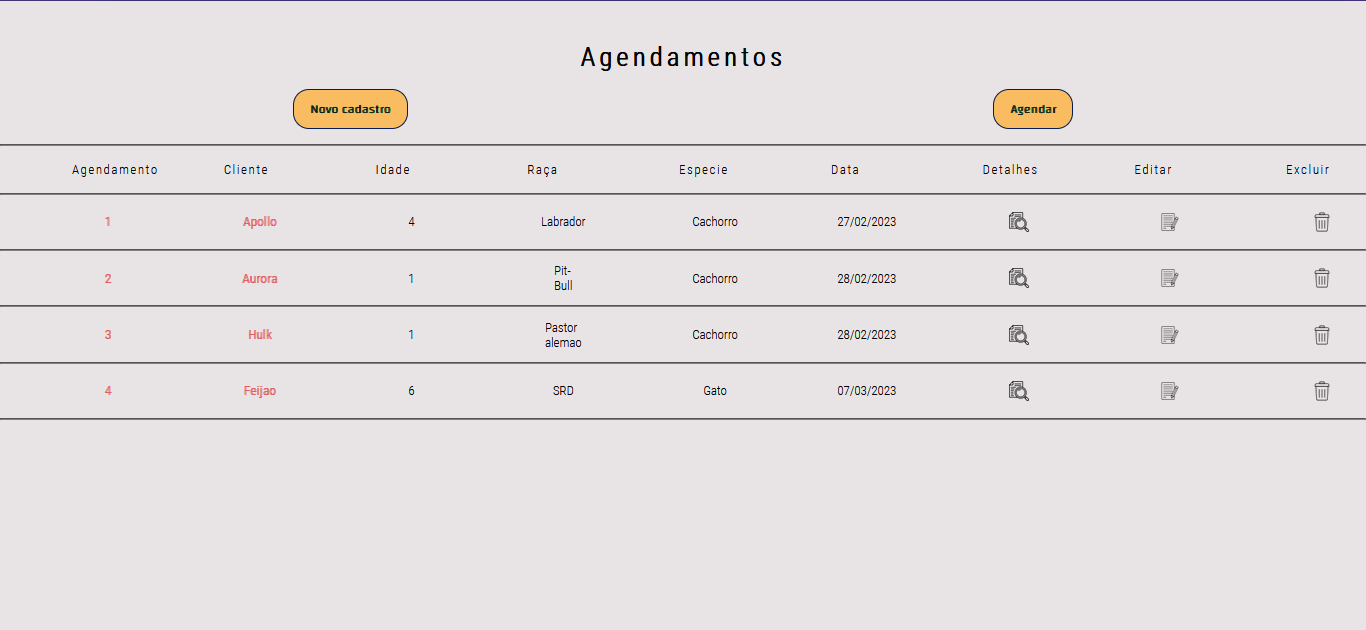 Agendamentos
Novo cadastro Agendar
Agendamento Cliente Idade Raça Especie Data Detalhes Editar Excluir
1 Apollo 4 Labrador Cachorro 27/02/2023
2 Aurora 1 Pit-
Bull Cachorro 28/02/2023
3 Hulk 1 Pastor
alemao Cachorro 28/02/2023
4 Feijao 6 SRD Gato 07/03/2023